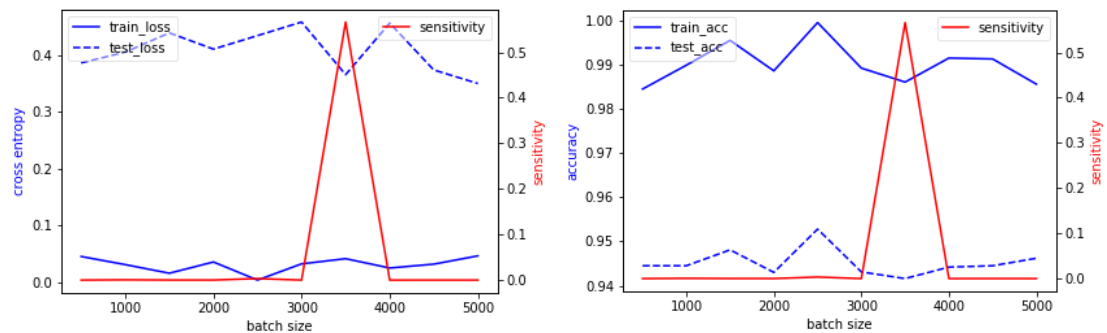 train_loss
test_loss
sensitivity
cross entropy
0.4
0.3
0.2
0.1
0.0
0.5
0.4
0.3
0.2
0.1
0.0
sensitivity
1000
2000
3000
4000
5000
batch size
train_acc
test_acc
sensitivity
accuracy
1.00
0.99
0.98
0.97
0.96
0.95
0.94
0.5
0.4
0.3
0.2
0.1
0.0
sensitivity
1000
2000
3000
4000
5000
batch size